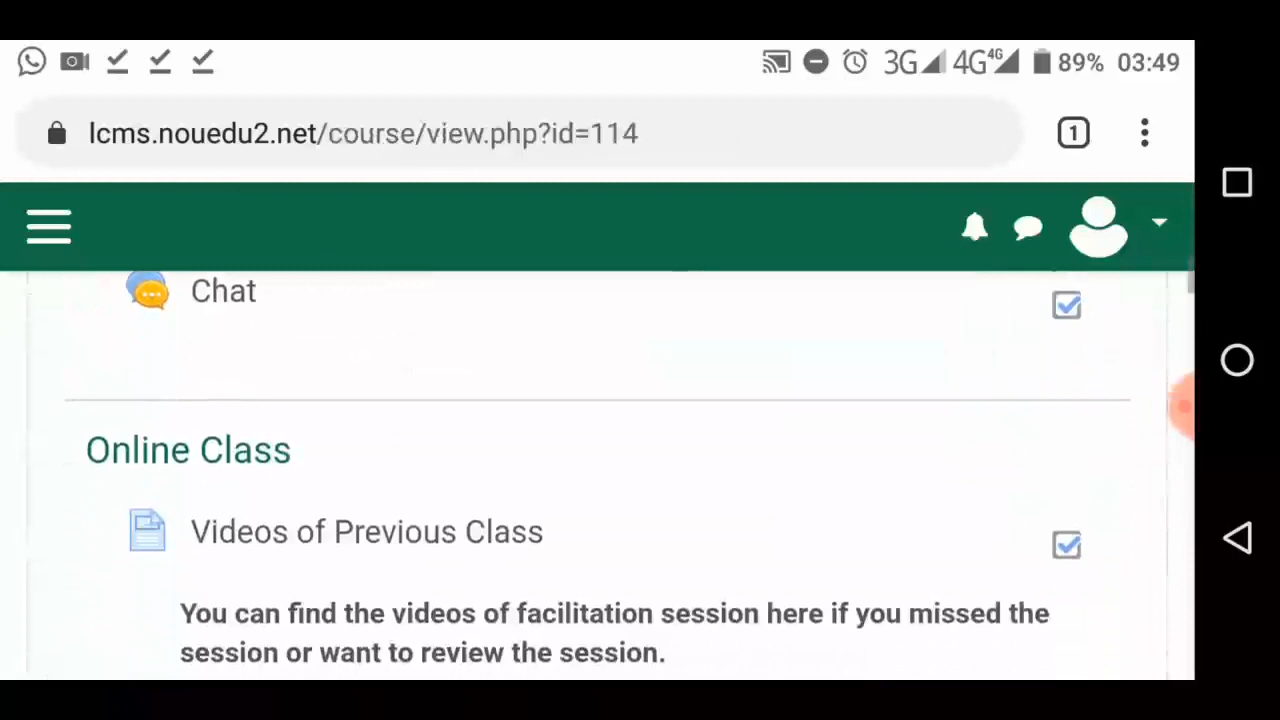 3G 4G 4G 89% 03:49
lcms.nouedu2.net/course/view.php?id=114
1
Chat
Online Class
Videos of Previous Class
You can find the videos of facilitation session here if you missed the
session or want to review the session.